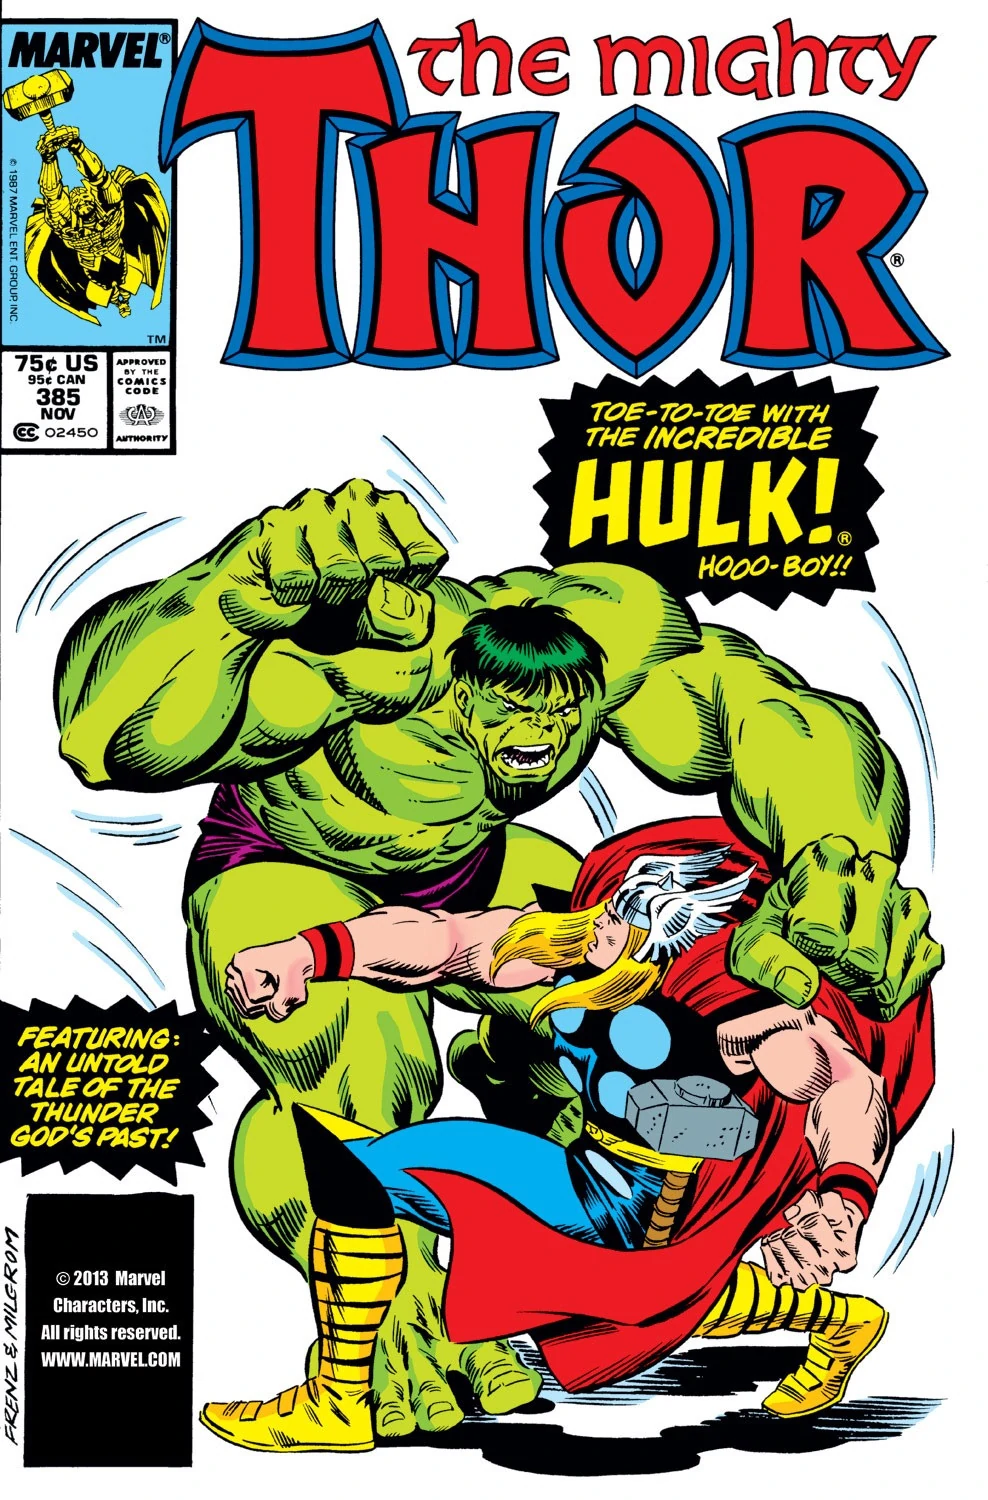 MARVEL®
© 1987 MARVEL ENT. GROUP, INC.
TM
75¢ US
95¢ CAN
385
NOV
CC 02450
APPROVED
BY THE
COMICS
CODE
CA
AUTHORITY
THE MIGHTY
THOR®
TOE-TO-TOE WITH
THE INCREDIBLE
HULK!®
HOOO-BOY!!
FEATURING:
AN UNTOLD
TALE OF THE
THUNDER
GOD'S PAST!
FRENZ & MILGROM
© 2013 Marvel
Characters, Inc.
All rights reserved.
WWW.MARVEL.COM